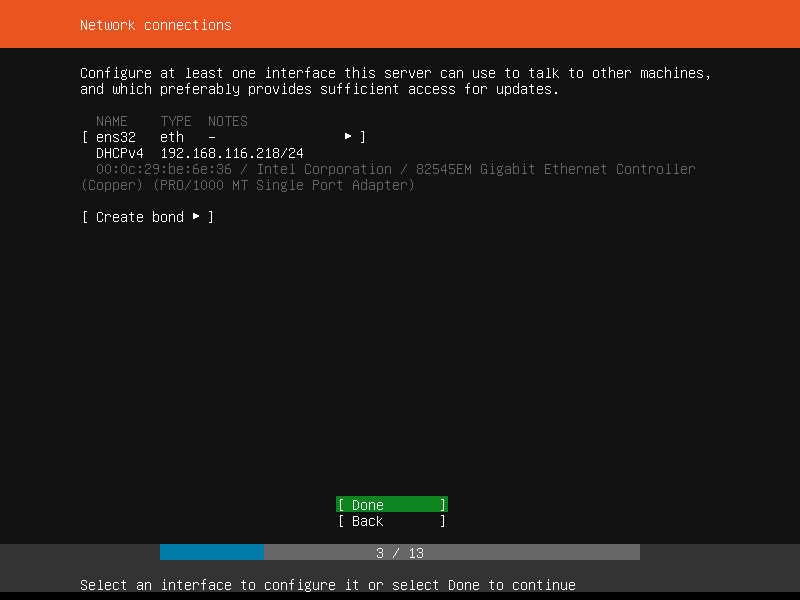 Network connections
Configure at least one interface this server can use to talk to other machines,
and which preferably provides sufficient access for updates.
NAME TYPE NOTES
[ ens32 eth – ▸ ]
DHCPv4 192.168.116.218/24
00:0c:29:be:6e:36 / Intel Corporation / 82545EM Gigabit Ethernet Controller
(Copper) (PRO/1000 MT Single Port Adapter)
[ Create bond ▸ ]
[ Done ]
[ Back ]
3 / 13
Select an interface to configure it or select Done to continue